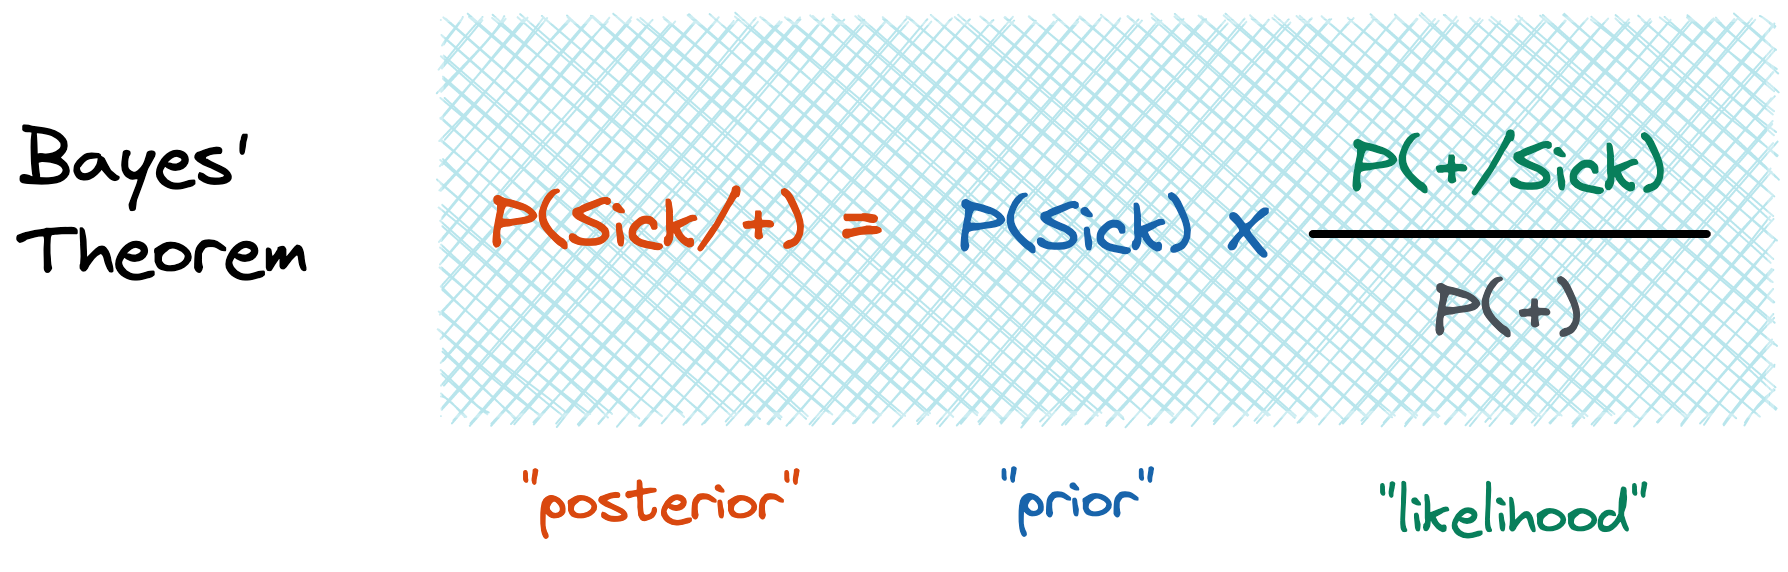 Bayes'
Theorem
P(Sick/+) = P(Sick) x P(+/Sick)
P(+)
"posterior" "prior" "likelihood"